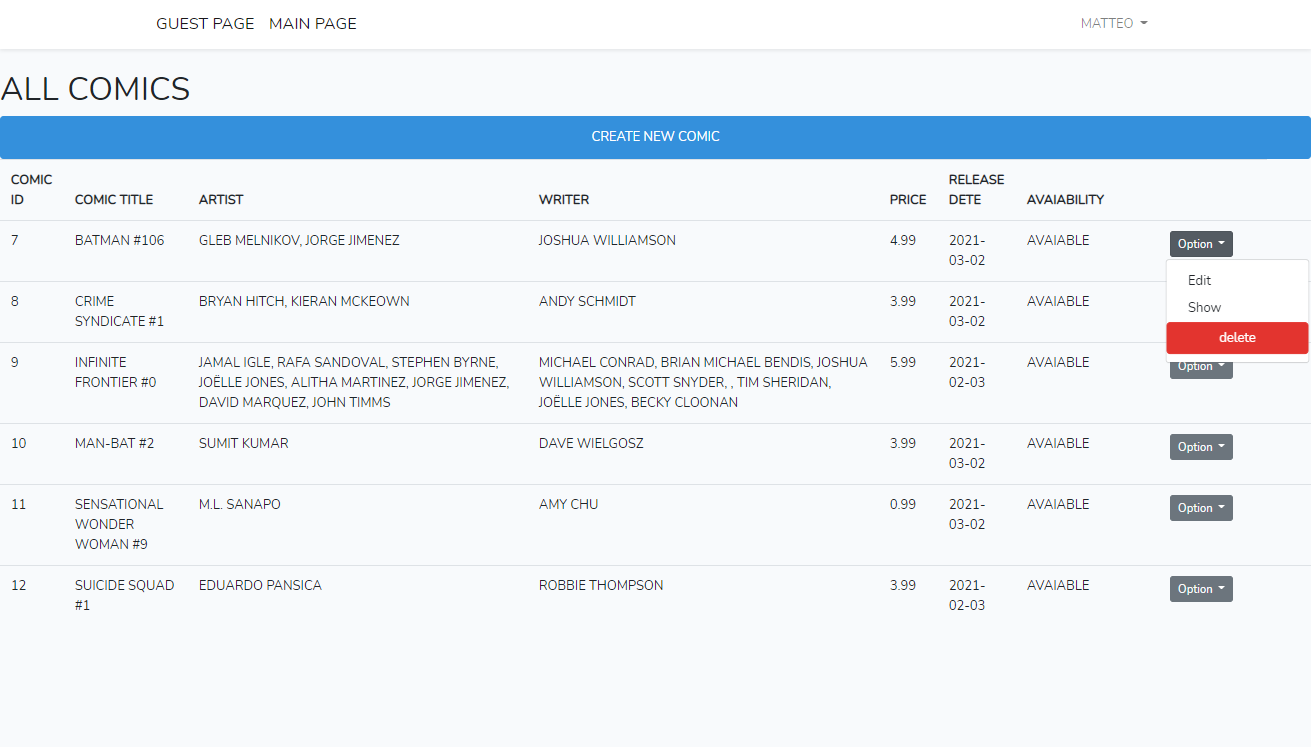 GUEST PAGE MAIN PAGE MATTEO
ALL COMICS
CREATE NEW COMIC
COMIC ID COMIC TITLE ARTIST WRITER PRICE RELEASE DETE AVAIABILITY
7 BATMAN #106 GLEB MELNIKOV, JORGE JIMENEZ JOSHUA WILLIAMSON 4.99 2021- AVAIABLE Option
03-02
Edit
8 CRIME BRYAN HITCH, KIERAN MCKEOWN ANDY SCHMIDT 3.99 2021- AVAIABLE Show
SYNDICATE #1 03-02
delete
9 INFINITE JAMAL IGLE, RAFA SANDOVAL, STEPHEN BYRNE, MICHAEL CONRAD, BRIAN MICHAEL BENDIS, JOSHUA 5.99 2021- AVAIABLE Option
FRONTIER #0 JOËLLE JONES, ALITHA MARTINEZ, JORGE JIMENEZ, WILLIAMSON, SCOTT SNYDER, , TIM SHERIDAN, 02-03
DAVID MARQUEZ, JOHN TIMMS JOËLLE JONES, BECKY CLOONAN
10 MAN-BAT #2 SUMIT KUMAR DAVE WIELGOSZ 3.99 2021- AVAIABLE Option
03-02
11 SENSATIONAL M.L. SANAPO AMY CHU 0.99 2021- AVAIABLE Option
WONDER 03-02
WOMAN #9
12 SUICIDE SQUAD EDUARDO PANSICA ROBBIE THOMPSON 3.99 2021- AVAIABLE Option
#1 02-03